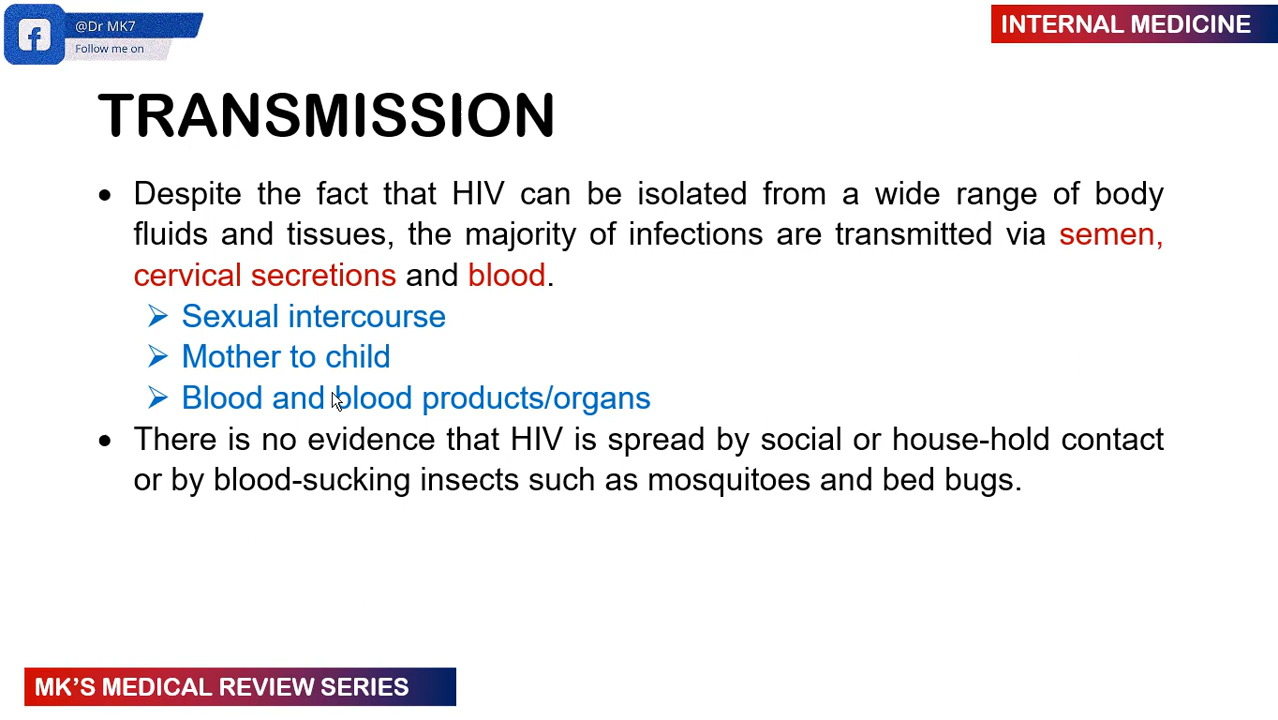 @Dr MK7
Follow me on
INTERNAL MEDICINE
TRANSMISSION
• Despite the fact that HIV can be isolated from a wide range of body
fluids and tissues, the majority of infections are transmitted via semen,
cervical secretions and blood.
➢ Sexual intercourse
➢ Mother to child
➢ Blood and blood products/organs
• There is no evidence that HIV is spread by social or house-hold contact
or by blood-sucking insects such as mosquitoes and bed bugs.
MK’S MEDICAL REVIEW SERIES